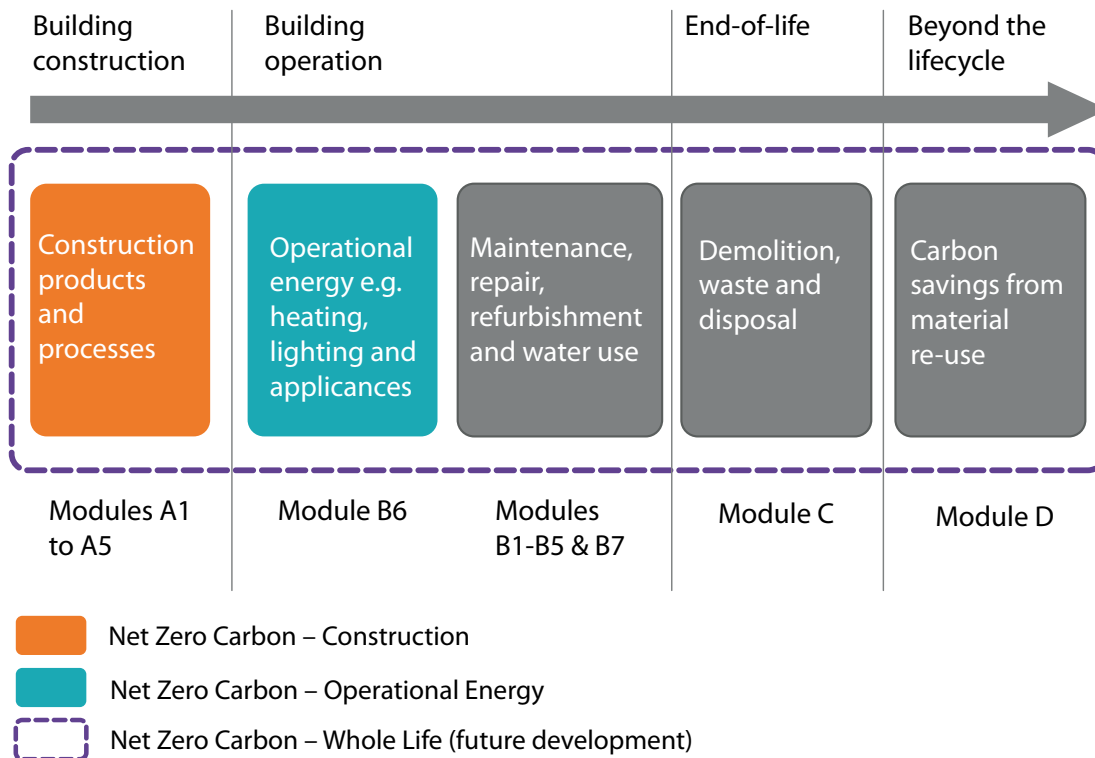 Building
construction
Building
operation
End-of-life
Beyond the
lifecycle
Construction
products
and
processes
Operational
energy e.g.
heating,
lighting and
applicances
Maintenance,
repair,
refurbishment
and water use
Demolition,
waste and
disposal
Carbon
savings from
material
re-use
Modules A1
to A5
Module B6
Modules
B1-B5 & B7
Module C
Module D
Net Zero Carbon – Construction
Net Zero Carbon – Operational Energy
Net Zero Carbon – Whole Life (future development)